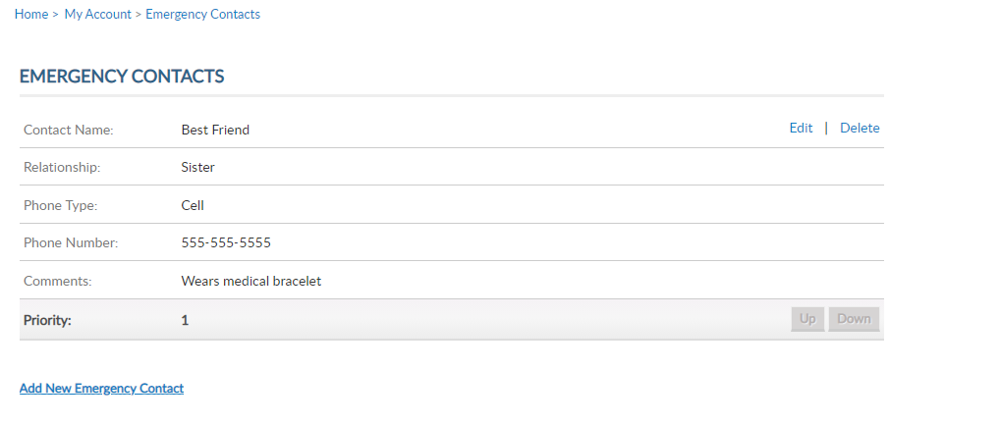 Home > My Account > Emergency Contacts
EMERGENCY CONTACTS
Contact Name: Best Friend Edit | Delete
Relationship: Sister
Phone Type: Cell
Phone Number: 555-555-5555
Comments: Wears medical bracelet
Priority: 1 Up Down
Add New Emergency Contact